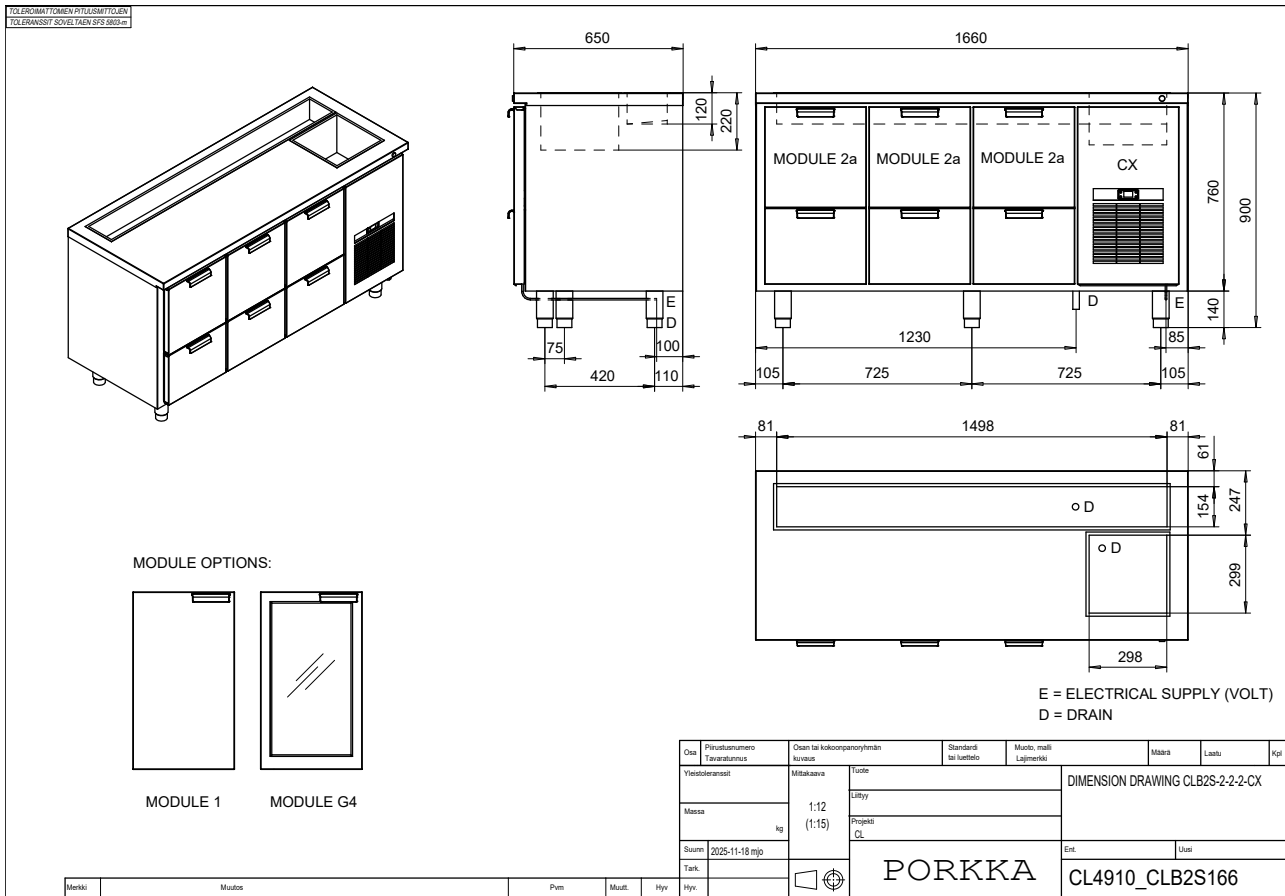 TOLEROIMATTOMIEN PITUUSMITTOJEN
TOLERANSSIT SOVELTAEN SFS 5803-m
650
120
220
E
D
75
100
420
110
1660
MODULE 2a
MODULE 2a
MODULE 2a
CX
760
900
140
D
E
1230
85
105
725
725
105
81
1498
81
61
154
247
299
D
D
298
MODULE OPTIONS:
MODULE 1
MODULE G4
E = ELECTRICAL SUPPLY (VOLT)
D = DRAIN
Osa
Piirustusnumero
Tavaratunnus
Osan tai kokoonpanoryhmän
kuvaus
Standardi
tai luettelo
Muoto, malli
Lajimerkki
Määrä
Laatu
Kpl
Yleistoleranssit
Mittakaava
1:12
(1:15)
Tuote
Liittyy
Projekti
CL
DIMENSION DRAWING CLB2S-2-2-2-CX
Massa
kg
Suunn
2025-11-18 mjo
Tark.
Hyv.
PORKKA
Ent.
Uusi
CL4910_CLB2S166
Merkki
Muutos
Pvm
Muutt.
Hyv